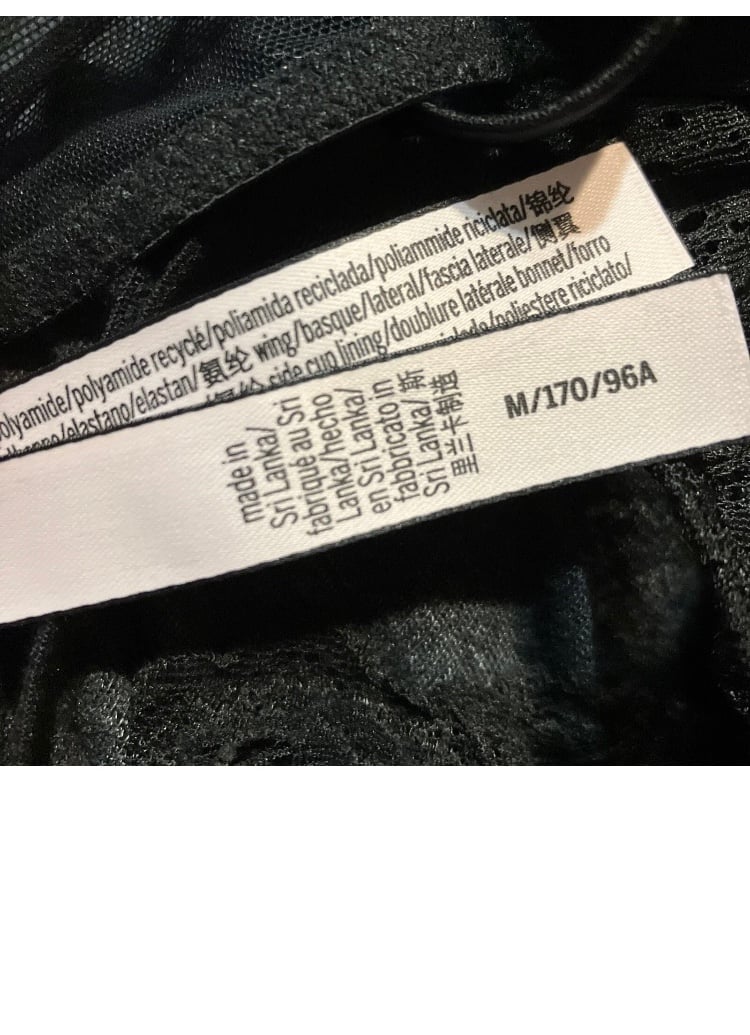 olyamide/polyamide recyclé/poliamida reciclada/poliammide riciclata/锦纶
elastano/elastan/氨纶 wing/basque/lateral/fascia laterale/侧翼
side cup lining/doublure latérale bonnet/forro
poliestere riciclato/
made in
Sri Lanka/
fabriqué au Sri
Lanka/hecho
en Sri Lanka/
fabbricato in
Sri Lanka/斯
里兰卡制造
M/170/96A